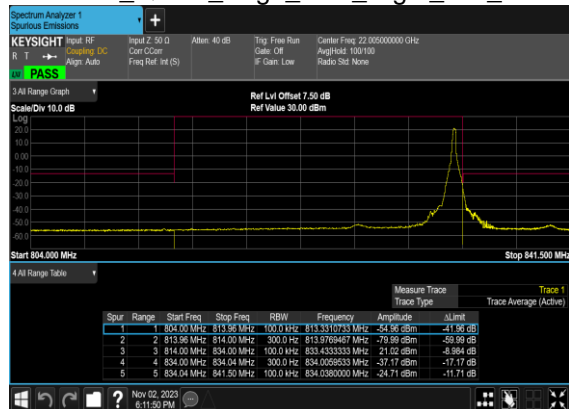 Spectrum Analyzer 1
Spurious Emissions
KEYSIGHT Input: RF Input Z: 50 Ω Atten: 40 dB Trig: Free Run Center Freq: 22.005000000 GHz
R T Coupling: DC Corr CCorr Gate: Off Avg|Hold: 100/100
Align: Auto Freq Ref: Int (S) IF Gain: Low Radio Std: None
PASS
3 All Range Graph
Ref Lvl Offset 7.50 dB
Scale/Div 10.0 dB Ref Value 30.00 dBm
Log
20.0
10.0
0.00
-10.0
-20.0
-30.0
-40.0
-50.0
-60.0
Start 804.000 MHz Stop 841.500 MHz
4 All Range Table
Measure Trace Trace 1
Trace Type Trace Average (Active)
Spur Range Start Freq Stop Freq RBW Frequency Amplitude ΔLimit
1 1 804.00 MHz 813.96 MHz 100.0 kHz 813.3310733 MHz -54.96 dBm -41.96 dB
2 2 813.96 MHz 814.00 MHz 300.0 Hz 813.9769467 MHz -79.99 dBm -59.99 dB
3 3 814.00 MHz 834.00 MHz 100.0 kHz 833.4333333 MHz 21.02 dBm -8.984 dB
4 4 834.00 MHz 834.04 MHz 300.0 Hz 834.0059533 MHz -37.17 dBm -17.17 dB
5 5 834.04 MHz 841.50 MHz 100.0 kHz 834.0380000 MHz -24.71 dBm -11.71 dB
Nov 02, 2023
6:11:50 PM